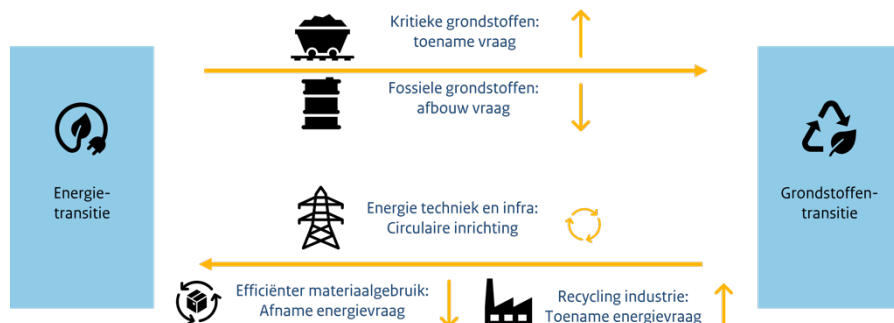 Kritieke grondstoffen:
toename vraag
Fossiele grondstoffen:
afbouw vraag
Energie-
transitie
Grondstoffen-
transitie
Energie techniek en infra:
Circulaire inrichting
Efficiënter materiaalgebruik:
Afname energievraag
Recycling industrie:
Toename energievraag